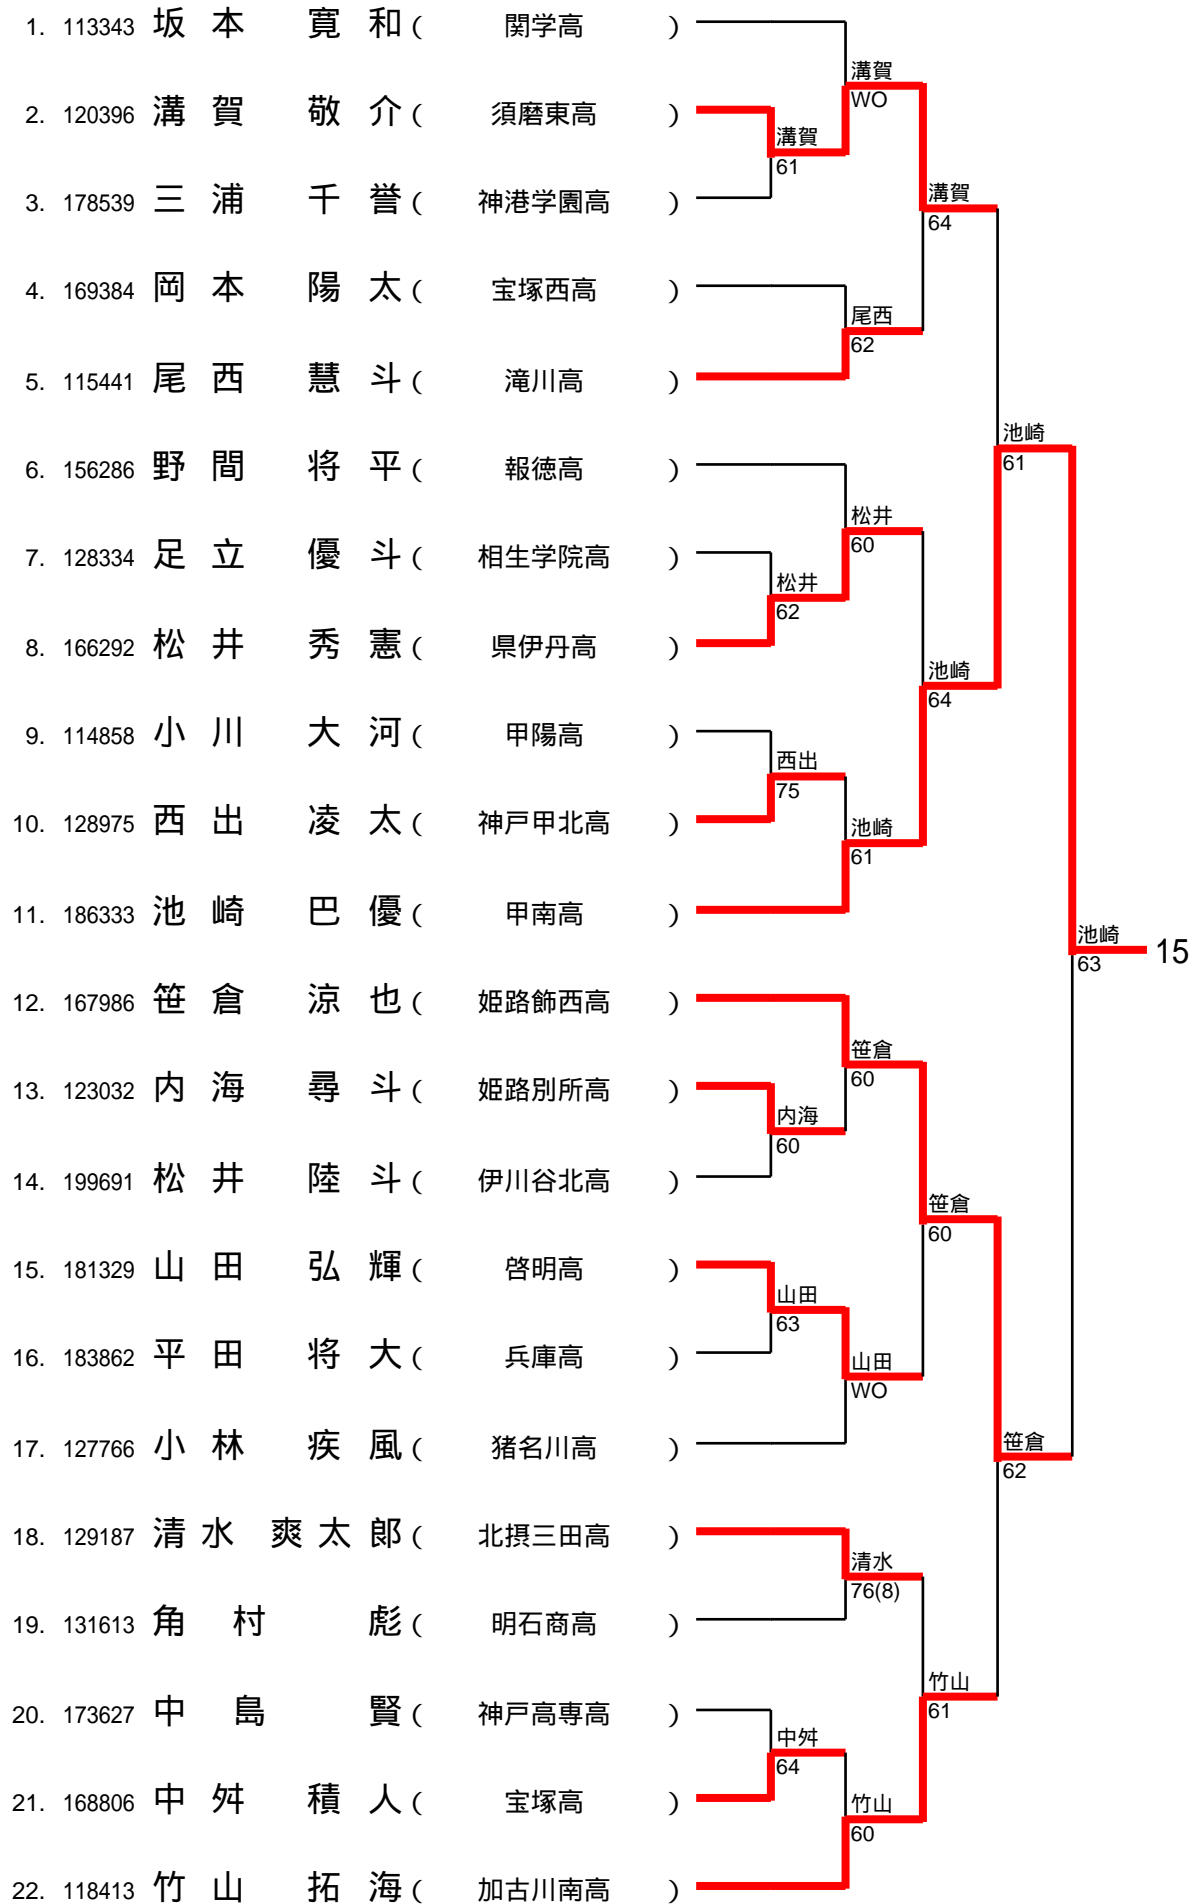 1. 113343 坂 本 寛 和 ( 関学高 )
溝賀
WO
2. 120396 溝 賀 敬 介 ( 須磨東高 )
溝賀
61
3. 178539 三 浦 千 誉 ( 神港学園高 )
溝賀
64
4. 169384 岡 本 陽 太 ( 宝塚西高 )
尾西
62
5. 115441 尾 西 慧 斗 ( 滝川高 )
池崎
61
6. 156286 野 間 将 平 ( 報徳高 )
松井
60
7. 128334 足 立 優 斗 ( 相生学院高 )
松井
62
8. 166292 松 井 秀 憲 ( 県伊丹高 )
池崎
64
9. 114858 小 川 大 河 ( 甲陽高 )
西出
75
10. 128975 西 出 凌 太 ( 神戸甲北高 )
池崎
61
11. 186333 池 崎 巴 優 ( 甲南高 )
池崎
63
15
12. 167986 笹 倉 涼 也 ( 姫路飾西高 )
笹倉
60
13. 123032 内 海 尋 斗 ( 姫路別所高 )
内海
60
14. 199691 松 井 陸 斗 ( 伊川谷北高 )
笹倉
60
15. 181329 山 田 弘 輝 ( 啓明高 )
山田
63
16. 183862 平 田 将 大 ( 兵庫高 )
山田
WO
17. 127766 小 林 疾 風 ( 猪名川高 )
笹倉
62
18. 129187 清 水 爽 太 郎 ( 北摂三田高 )
清水
76(8)
19. 131613 角 村 彪 ( 明石商高 )
竹山
61
20. 173627 中 島 賢 ( 神戸高専高 )
中舛
64
21. 168806 中 舛 積 人 ( 宝塚高 )
竹山
60
22. 118413 竹 山 拓 海 ( 加古川南高 )